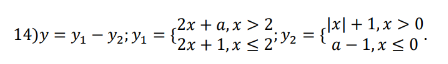 14)y = y₁ − y₂; y₁ = {2x + a, x > 2; 2x + 1, x ≤ 2; y₂ = {|x| + 1, x > 0; a − 1, x ≤ 0.